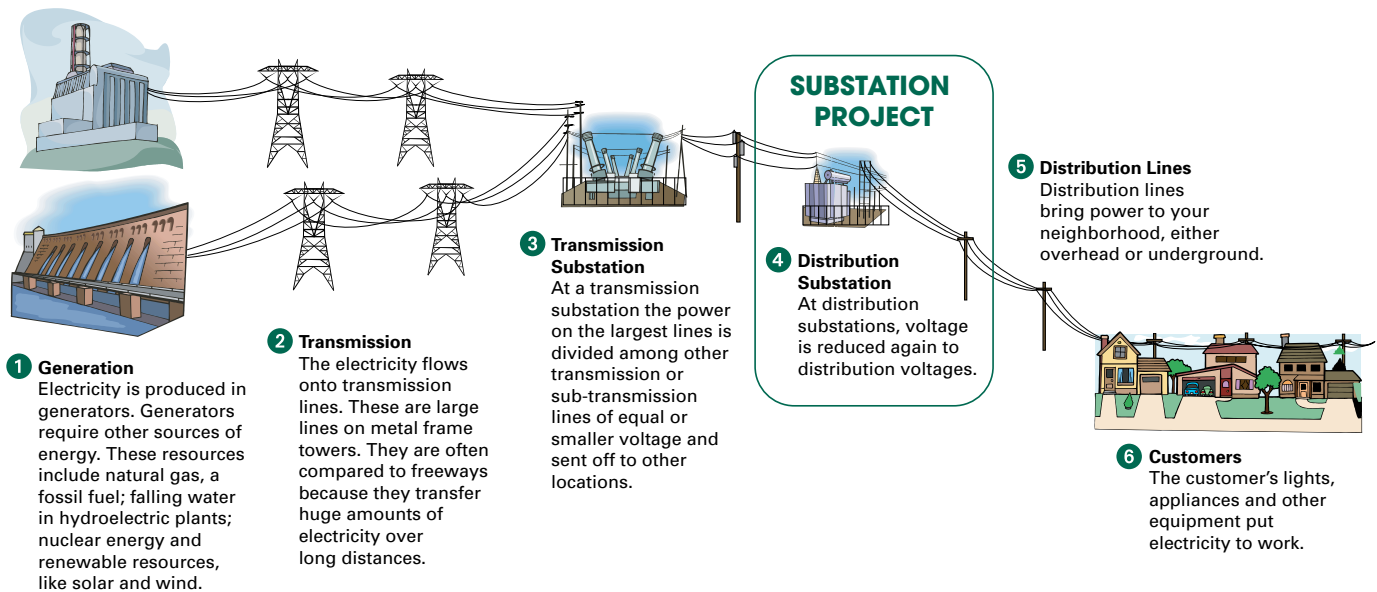 1 Generation
Electricity is produced in
generators. Generators
require other sources of
energy. These resources
include natural gas, a
fossil fuel; falling water
in hydroelectric plants;
nuclear energy and
renewable resources,
like solar and wind.
2 Transmission
The electricity flows
onto transmission
lines. These are large
lines on metal frame
towers. They are often
compared to freeways
because they transfer
huge amounts of
electricity over
long distances.
3 Transmission
Substation
At a transmission
substation the power
on the largest lines is
divided among other
transmission or
sub-transmission
lines of equal or
smaller voltage and
sent off to other
locations.
SUBSTATION
PROJECT
4 Distribution
Substation
At distribution
substations, voltage
is reduced again to
distribution voltages.
5 Distribution Lines
Distribution lines
bring power to your
neighborhood, either
overhead or underground.
6 Customers
The customer's lights,
appliances and other
equipment put
electricity to work.